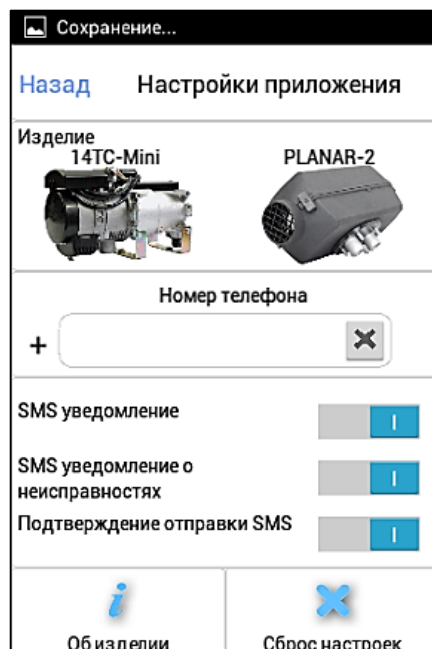 Сохранение...
Назад Настройки приложения
Изделие
14ТС-Mini PLANAR-2
Номер телефона
+
SMS уведомление
SMS уведомление о
неисправностях
Подтверждение отправки SMS
Об изделии Сброс настроек